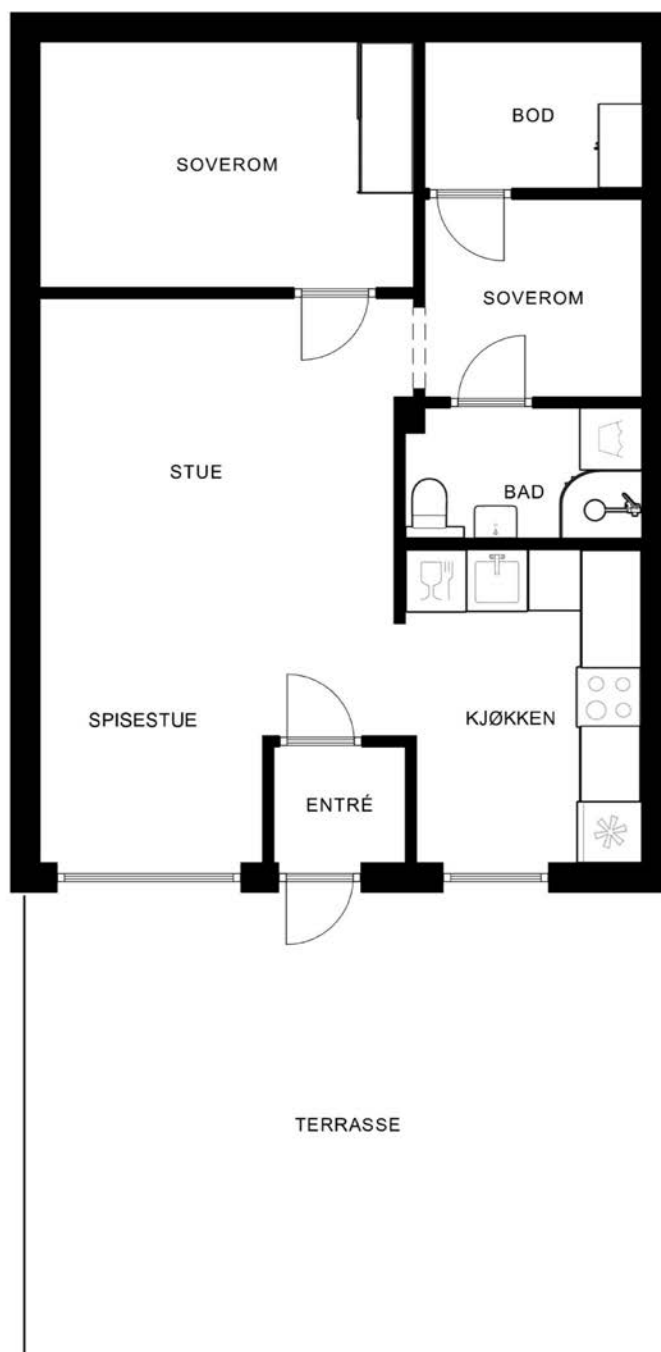 BOD
SOVEROM
SOVEROM
STUE
BAD
SPISESTUE
KJØKKEN
ENTRÉ
TERRASSE